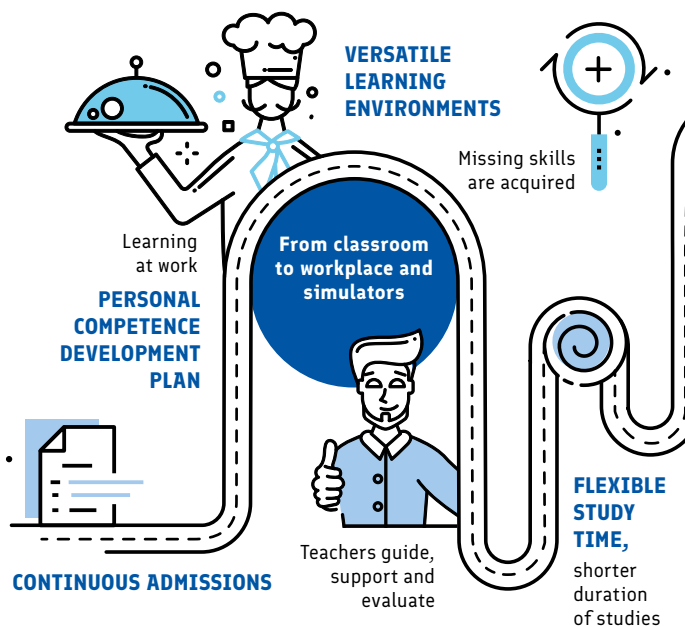 VERSATILE
LEARNING
ENVIRONMENTS
Missing skills
are acquired
Learning
at work
From classroom
to workplace and
simulators
PERSONAL
COMPETENCE
DEVELOPMENT
PLAN
CONTINUOUS ADMISSIONS
Teachers guide,
support and
evaluate
FLEXIBLE
STUDY
TIME,
shorter
duration
of studies